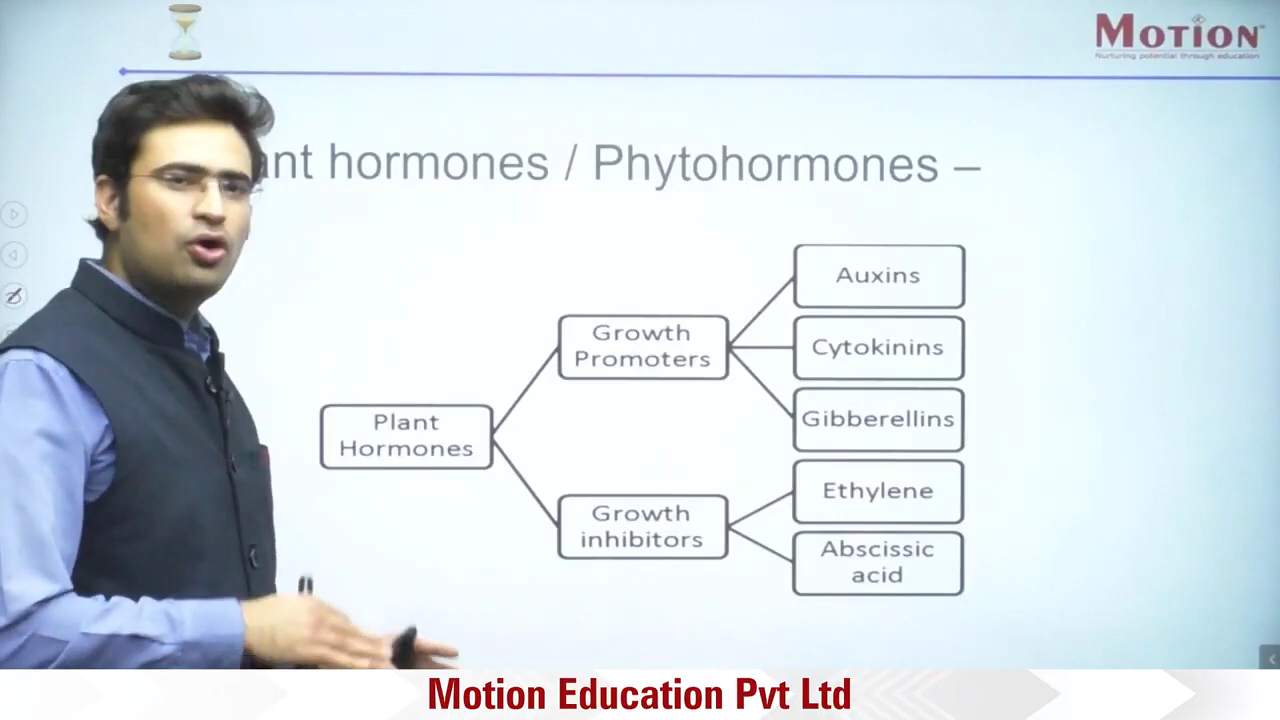 MOTION
Nurturing potential through education
ant hormones / Phytohormones –
Auxins
Growth
Promoters
Cytokinins
Gibberellins
Plant
Hormones
Ethylene
Growth
inhibitors
Abscissic
acid
Motion Education Pvt Ltd